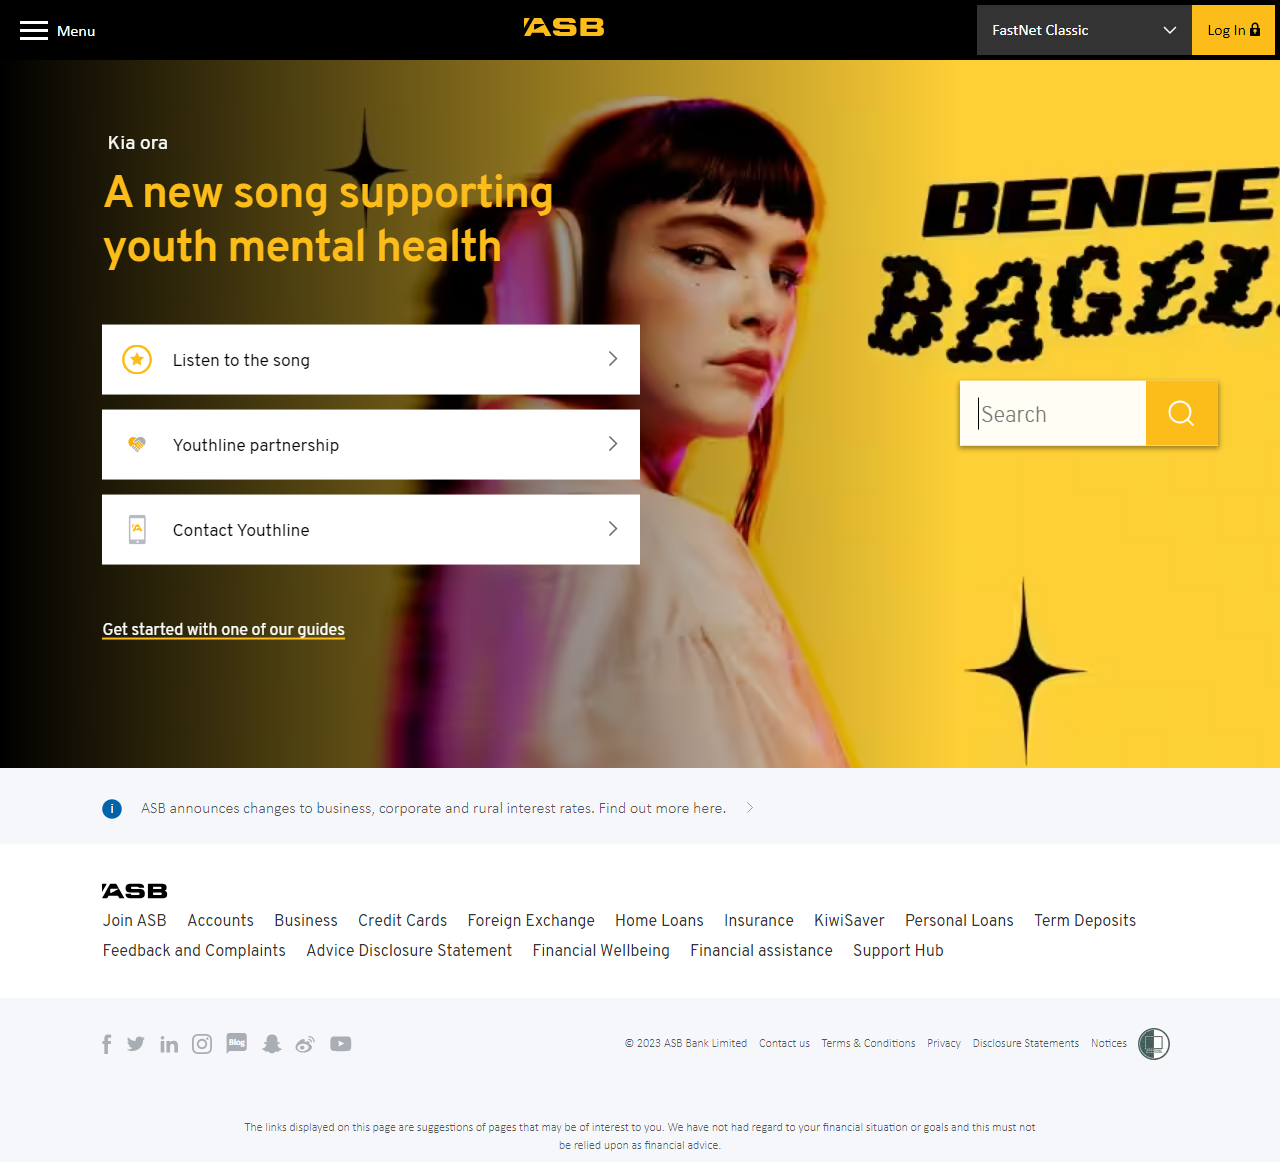 Menu
ASB
FastNet Classic
Log In
Kia ora
A new song supporting
youth mental health
BENEE
BAGEL
Listen to the song
Search
Youthline partnership
Contact Youthline
Get started with one of our guides
ASB announces changes to business, corporate and rural interest rates. Find out more here.
ASB
Join ASB Accounts Business Credit Cards Foreign Exchange Home Loans Insurance KiwiSaver Personal Loans Term Deposits
Feedback and Complaints Advice Disclosure Statement Financial Wellbeing Financial assistance Support Hub
Blog
© 2023 ASB Bank Limited Contact us Terms & Conditions Privacy Disclosure Statements Notices
The links displayed on this page are suggestions of pages that may be of interest to you. We have not had regard to your financial situation or goals and this must not
be relied upon as financial advice.